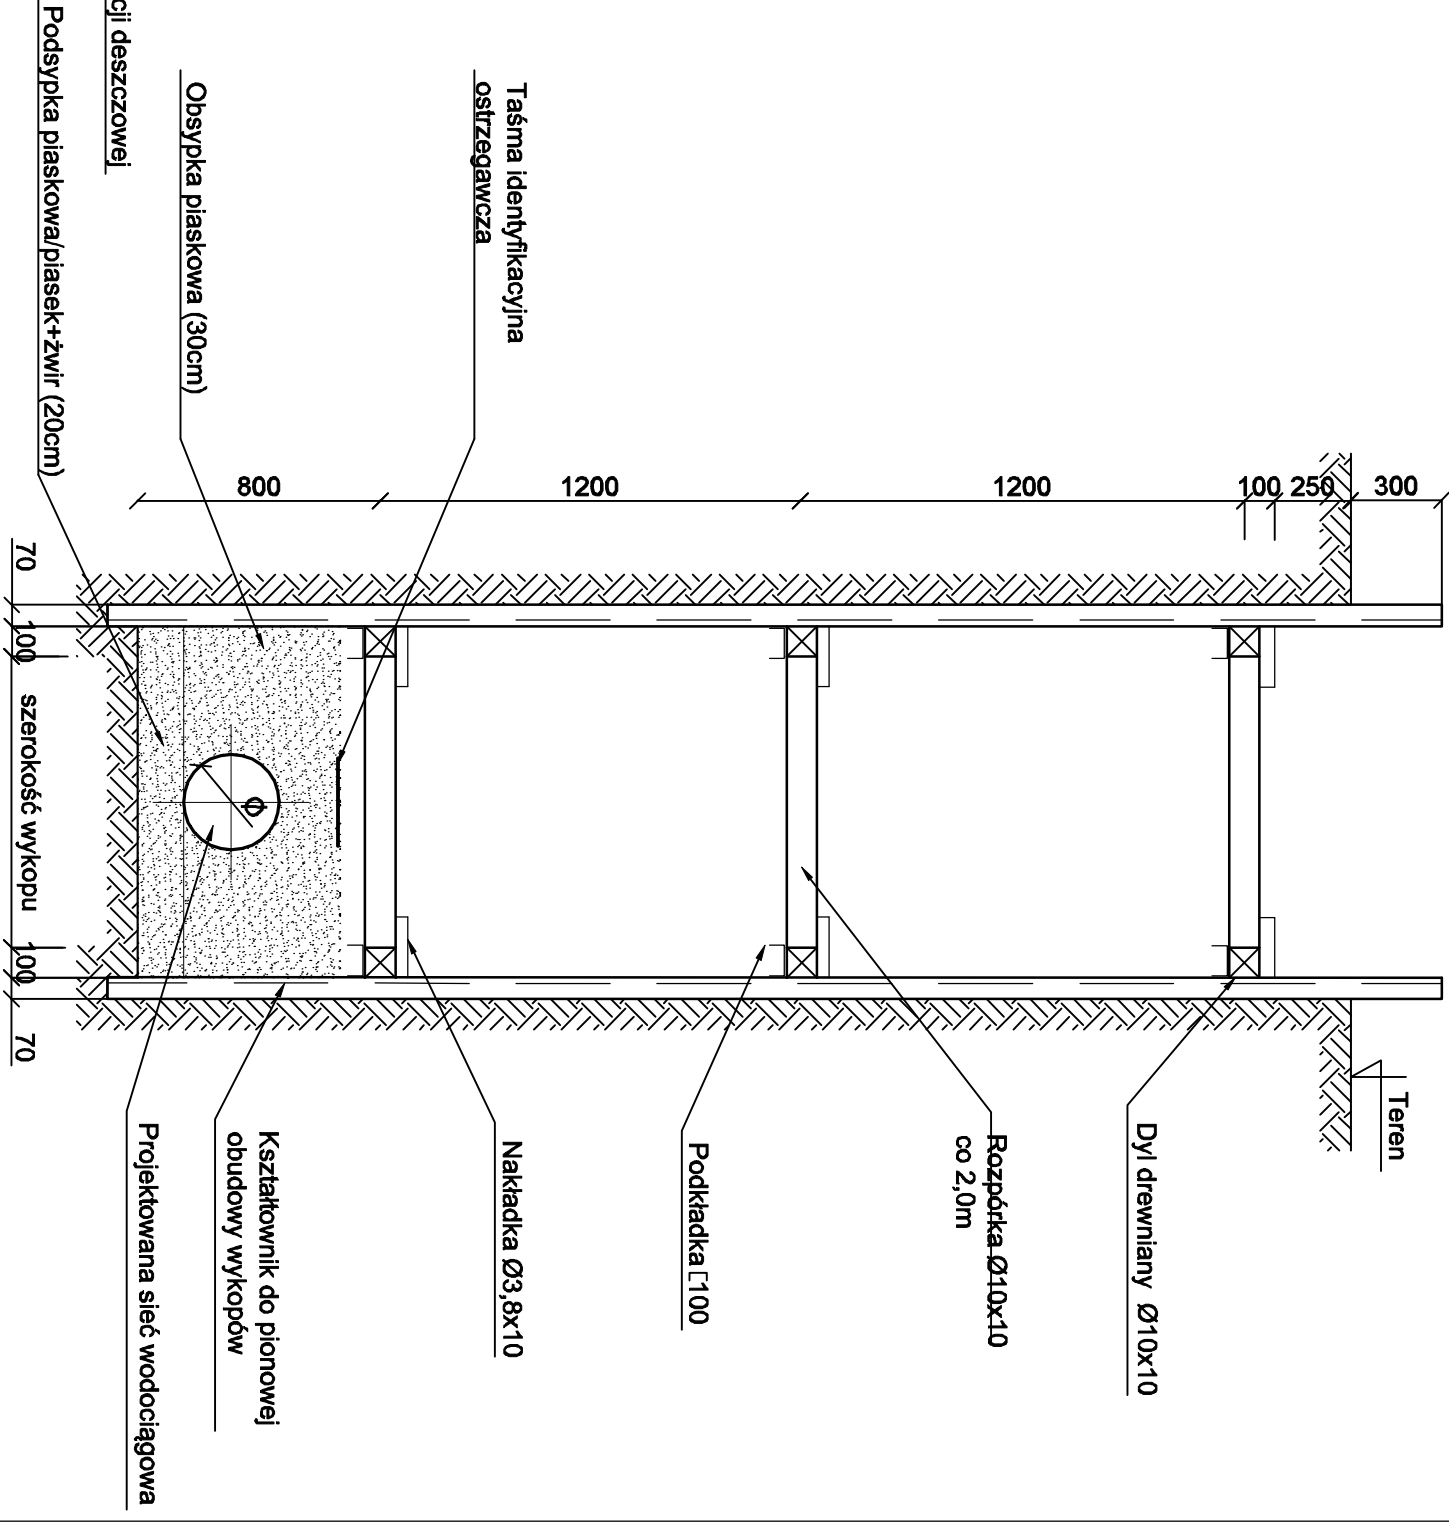 cji deszczowej
Podsypka piaskowa/piasek+żwir (20cm)
Obsypka piaskowa (30cm)
Taśma identyfikacyjna
ostrzegawcza
800
1200
1200
100
250
300
70
100
szerokość wykopu
100
70
Teren
Dyl drewniany Ø10x10
Rozpórka Ø10x10
co 2,0m
Podkładka [100
Nakładka Ø3,8x10
Kształtownik do pionowej
obudowy wykopów
Projektowana sieć wodociągowa
Ø